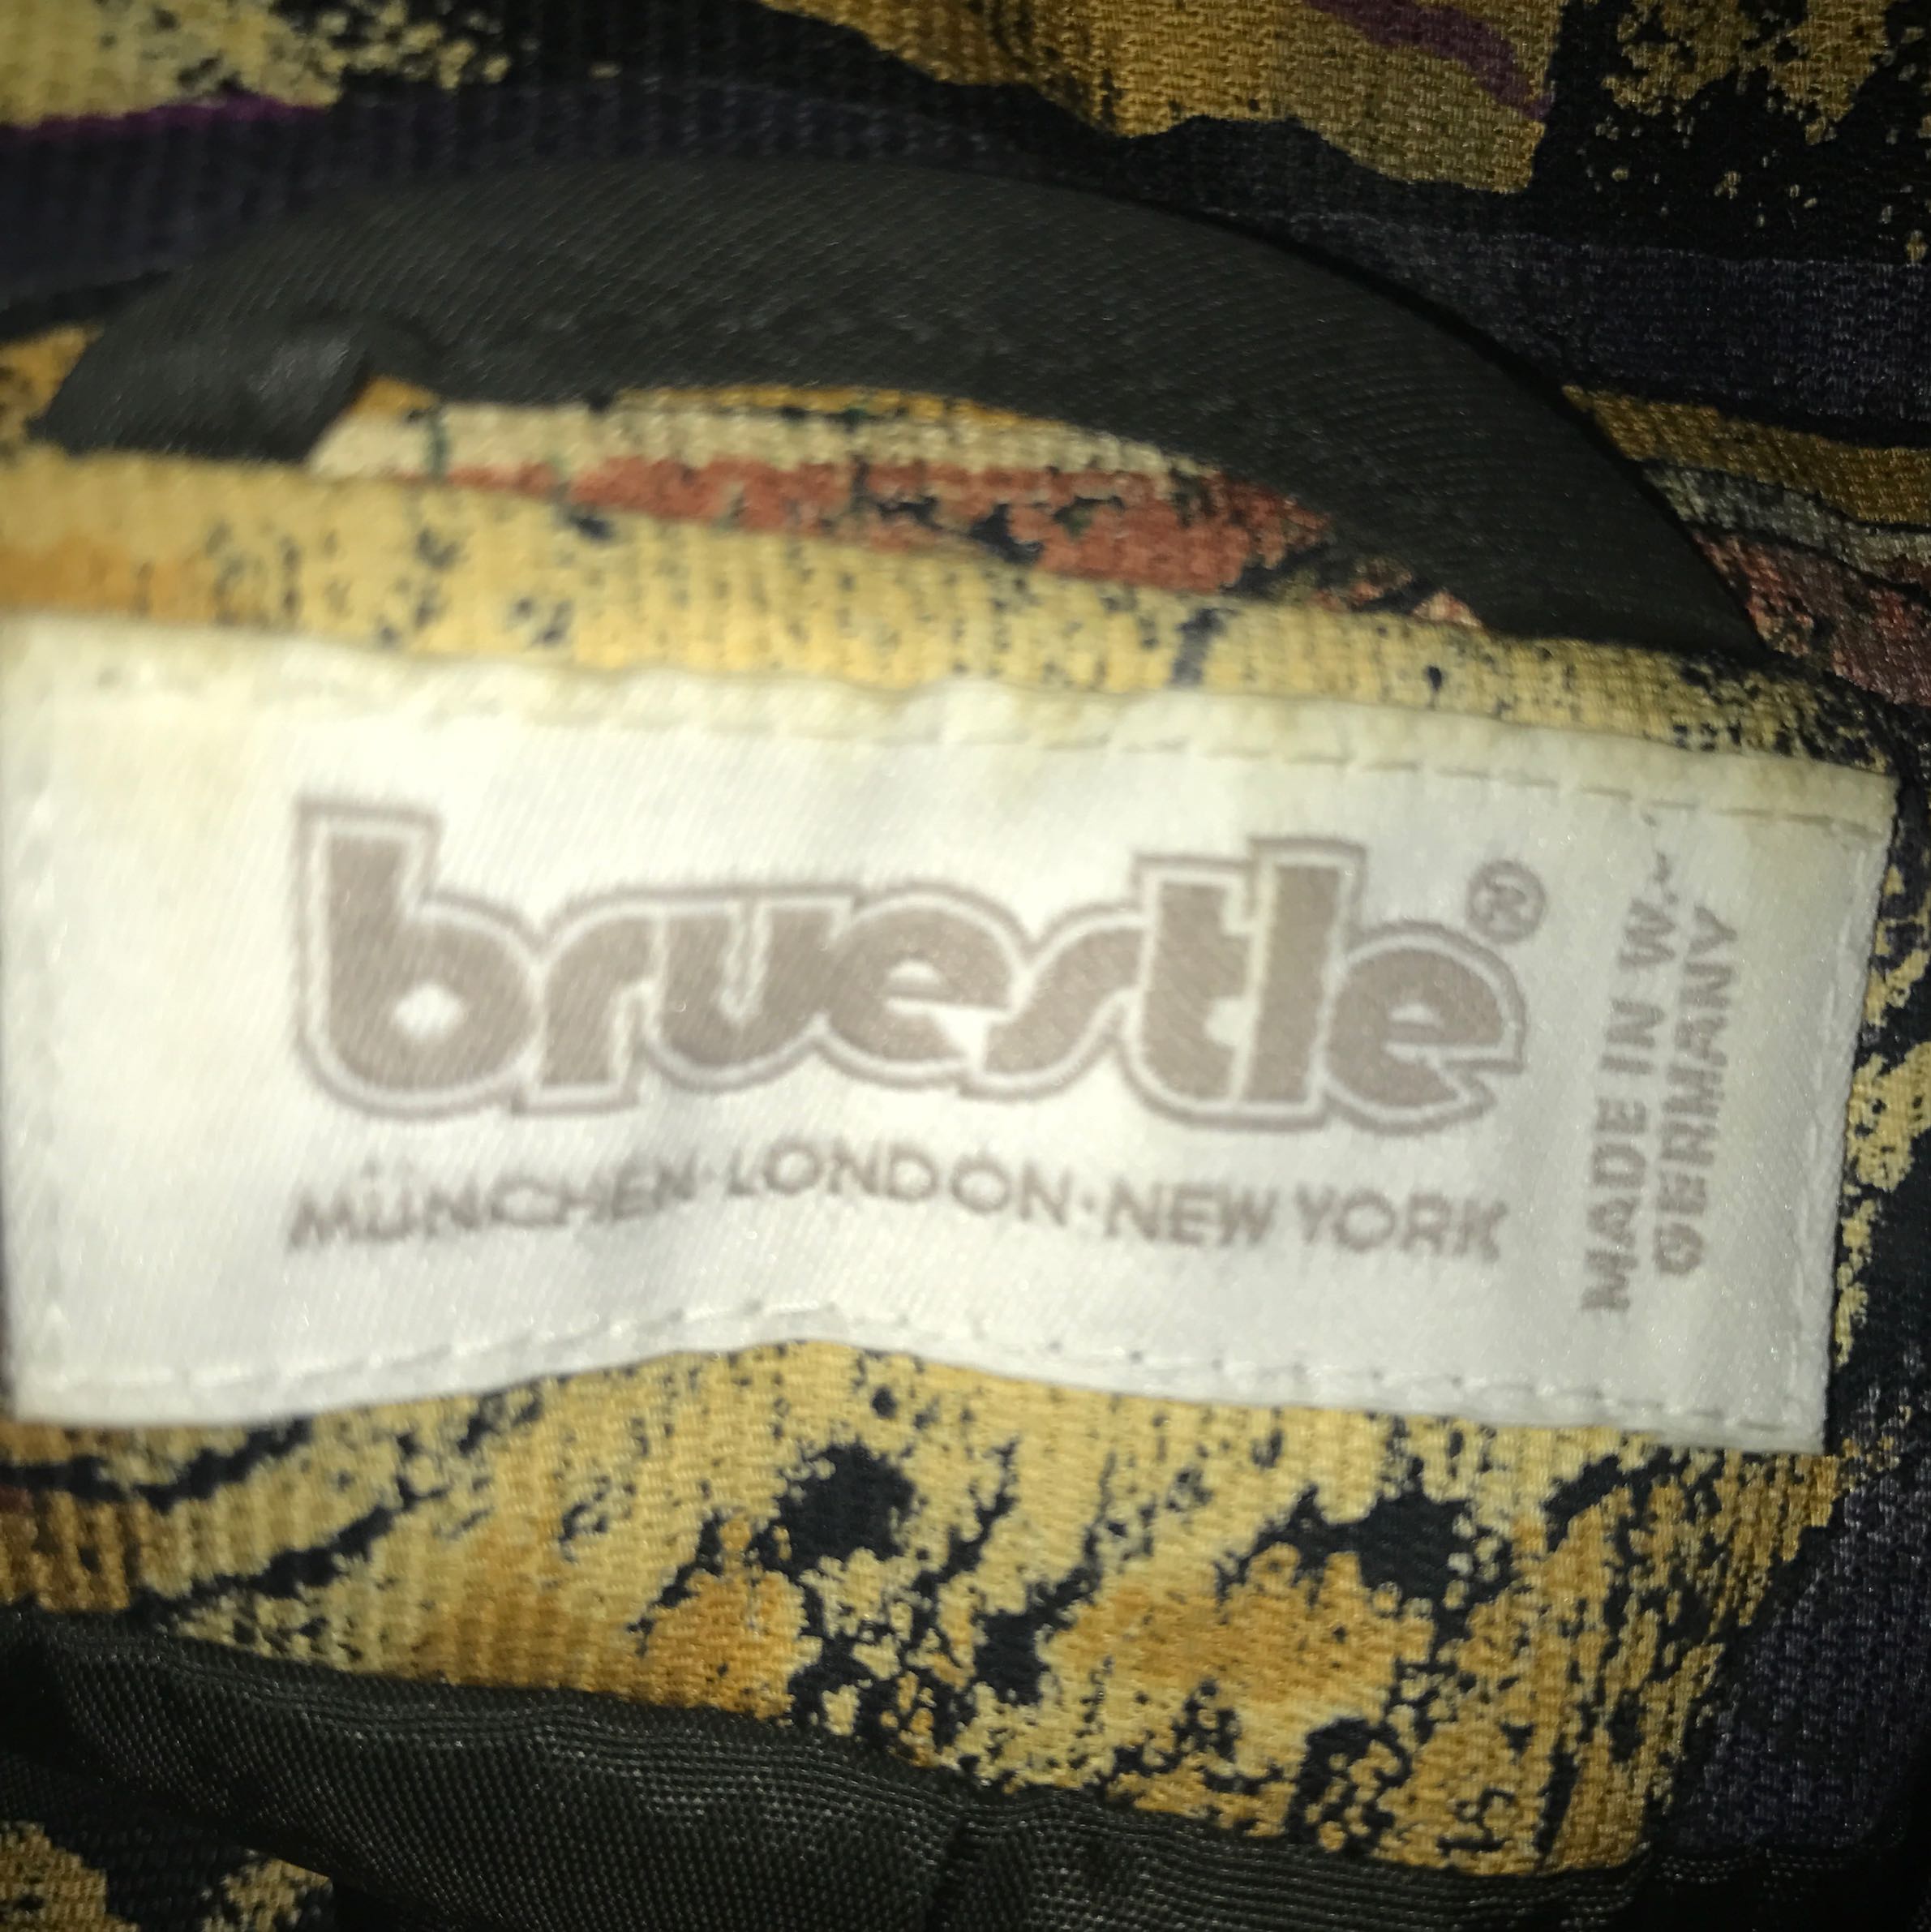 bruestle®
MÜNCHEN·LONDON·NEW YORK
MADE IN W.-
GERMANY